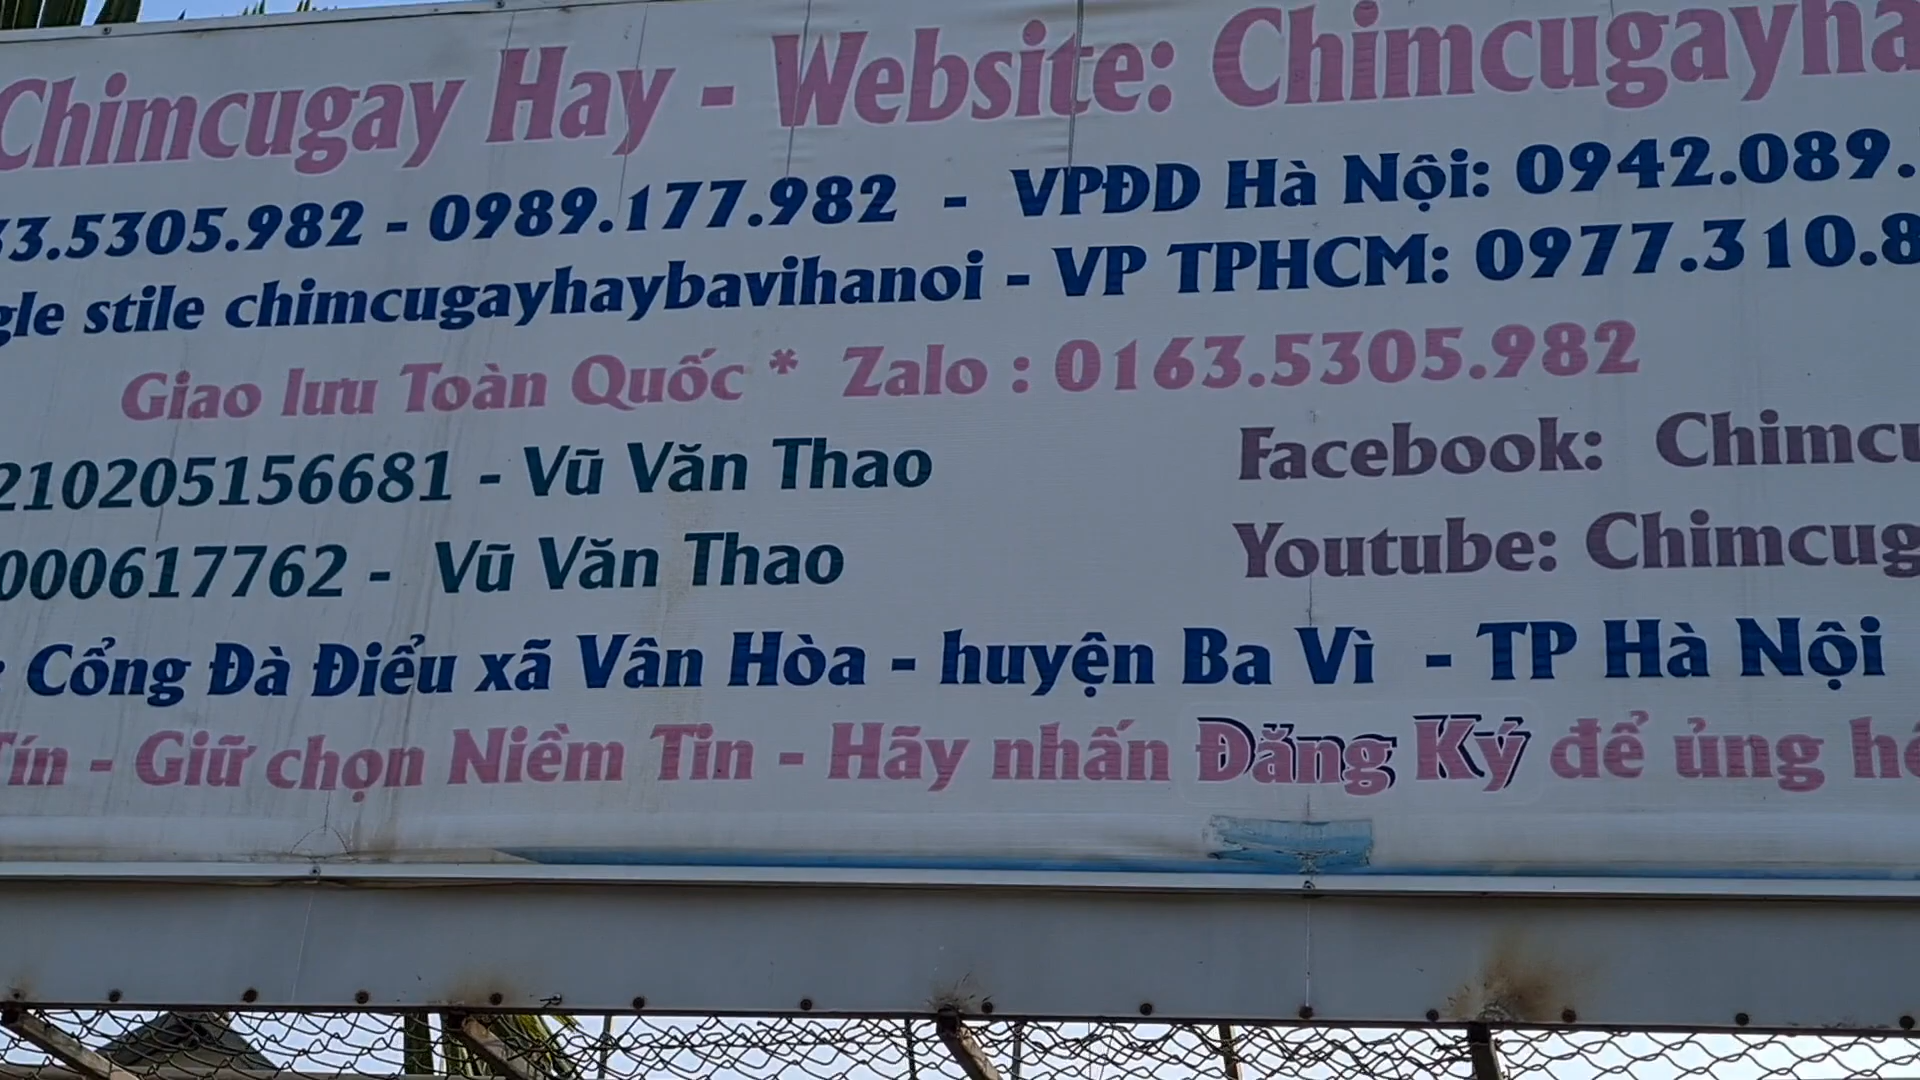 Chimcugay Hay - Website: Chimcugayha
3.5305.982 - 0989.177.982 - VPĐD Hà Nội: 0942.089.
gle stile chimcugayhaybavihanoi - VP TPHCM: 0977.310.8
Giao lưu Toàn Quốc * Zalo : 0163.5305.982
210205156681 - Vũ Văn Thao
Facebook: Chimcu
000617762 - Vũ Văn Thao
Youtube: Chimcug
: Cổng Đà Điểu xã Vân Hòa - huyện Ba Vì - TP Hà Nội
Tín - Giữ chọn Niềm Tin - Hãy nhấn Đăng Ký để ủng hộ